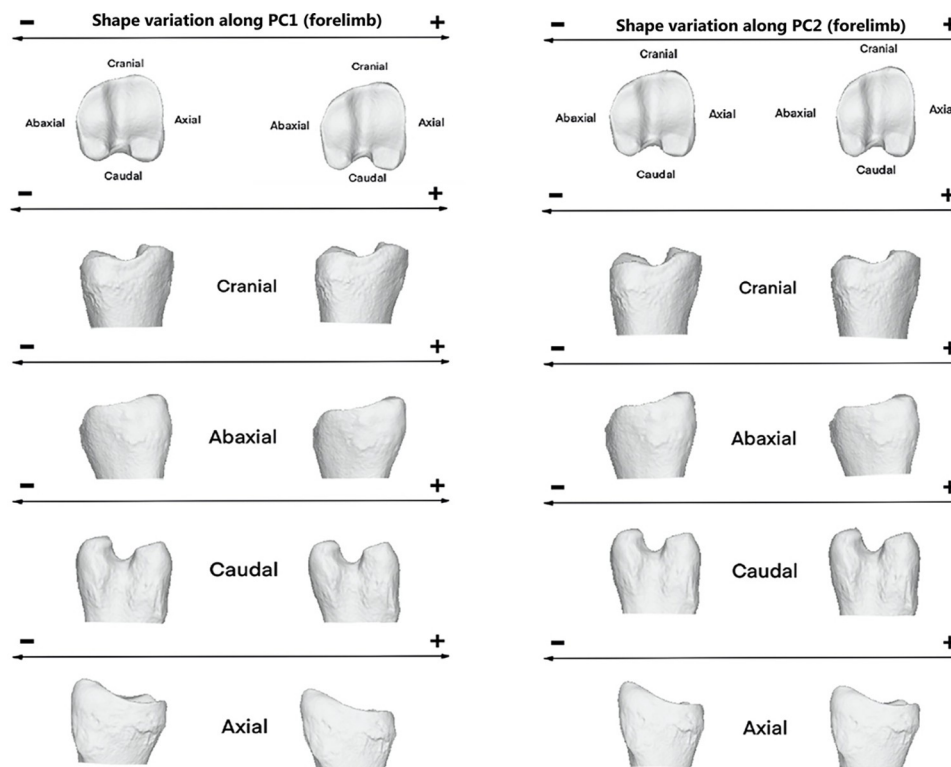 Shape variation along PC1 (forelimb)
− +
Cranial
Abaxial Axial
Caudal
Cranial
Abaxial Axial
Caudal
− +
Cranial
− +
Abaxial
− +
Caudal
− +
Axial
Shape variation along PC2 (forelimb)
− +
Cranial
Abaxial Axial
Caudal
Cranial
Abaxial Axial
Caudal
− +
Cranial
− +
Abaxial
− +
Caudal
− +
Axial